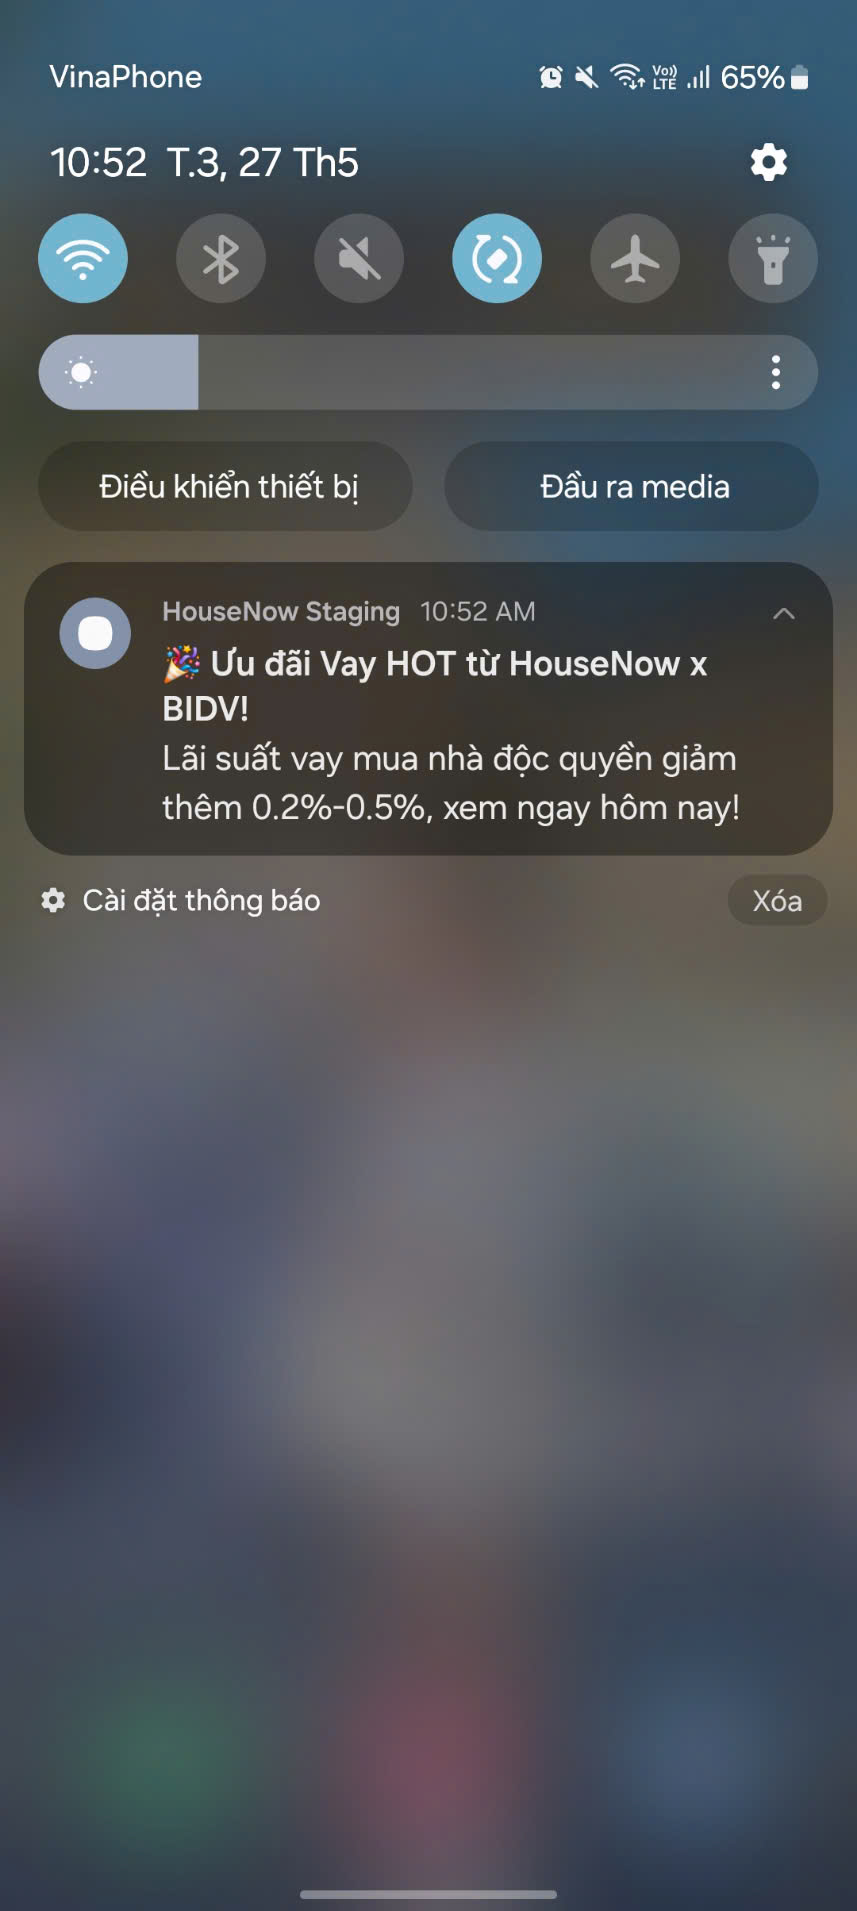 VinaPhone Vo)) LTE 65%
10:52 T.3, 27 Th5
Điều khiển thiết bị Đầu ra media
HouseNow Staging 10:52 AM
🎉 Ưu đãi Vay HOT từ HouseNow x
BIDV!
Lãi suất vay mua nhà độc quyền giảm
thêm 0.2%-0.5%, xem ngay hôm nay!
Cài đặt thông báo Xóa